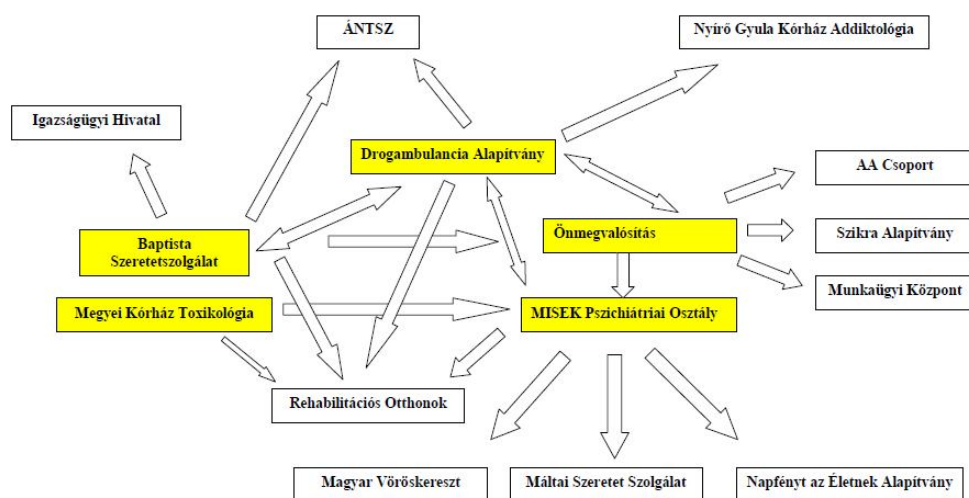 ÁNTSZ
Nyírő Gyula Kórház Addiktológia
Igazságügyi Hivatal
Drogambulancia Alapítvány
AA Csoport
Baptista
Szeretetszolgálat
Önmegvalósítás
Szikra Alapítvány
Munkaügyi Központ
Megyei Kórház Toxikológia
MISEK Pszichiátriai Osztály
Rehabilitációs Otthonok
Magyar Vöröskereszt
Máltai Szeretet Szolgálat
Napfényt az Életnek Alapítvány